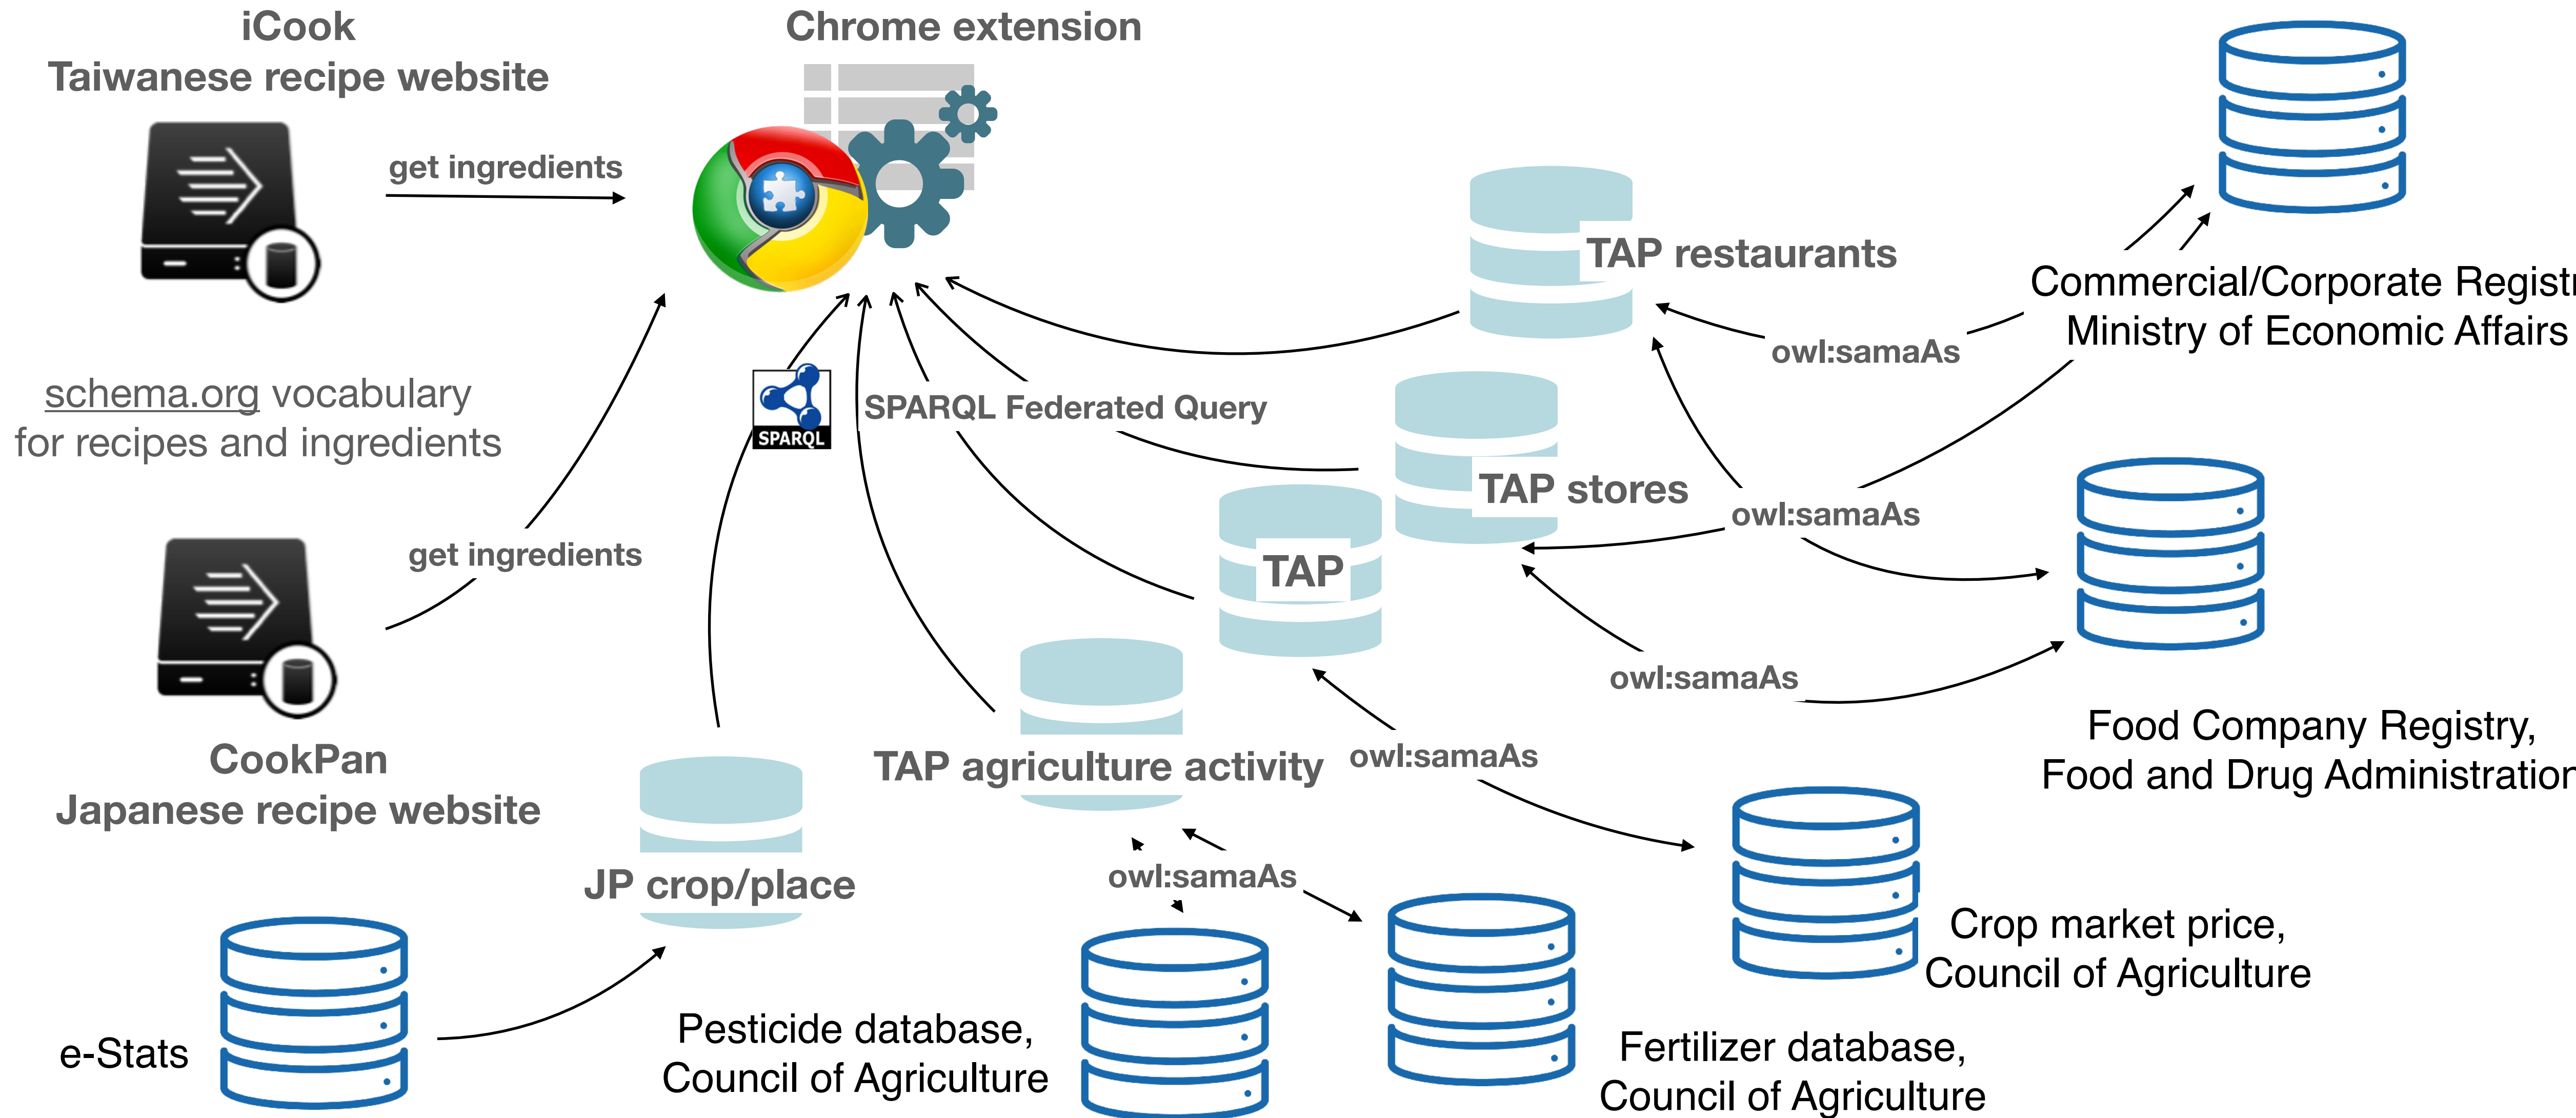 iCook
Taiwanese recipe website
Chrome extension
get ingredients
TAP restaurants
Commercial/Corporate Registr
Ministry of Economic Affairs
owl:samaAs
schema.org vocabulary
for recipes and ingredients
SPARQL
SPARQL Federated Query
TAP stores
owl:samaAs
get ingredients
TAP
owl:samaAs
Food Company Registry,
Food and Drug Administration
CookPan
Japanese recipe website
TAP agriculture activity
owl:samaAs
JP crop/place
owl:samaAs
Crop market price,
Council of Agriculture
e-Stats
Pesticide database,
Council of Agriculture
Fertilizer database,
Council of Agriculture